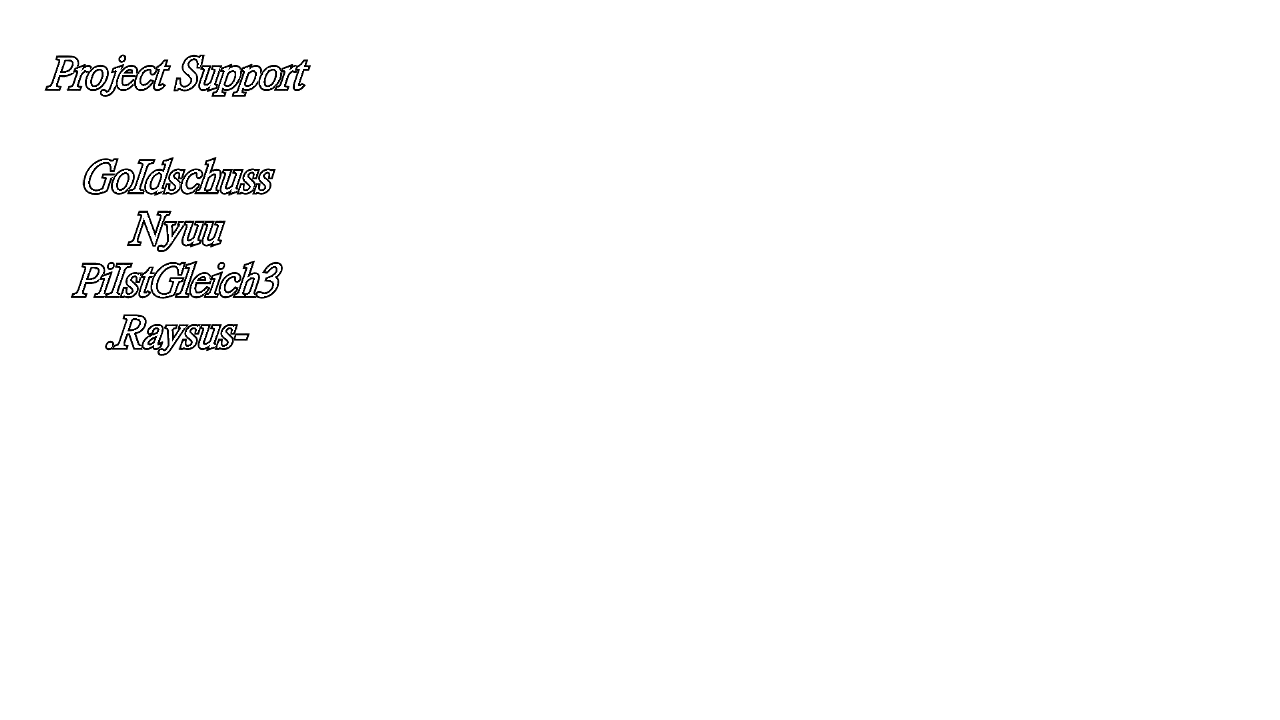 Project Support
GoIdschuss
Nyuu
PiIstGleich3
.Raysus-